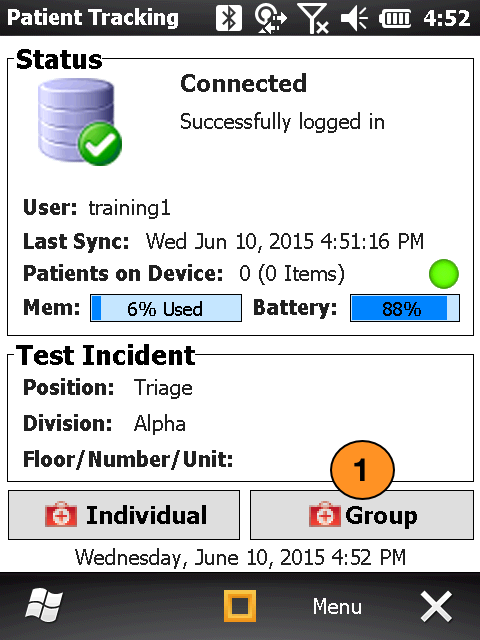 Patient Tracking 4:52
Status
Connected
Successfully logged in
User: training1
Last Sync: Wed Jun 10, 2015 4:51:16 PM
Patients on Device: 0 (0 Items)
Mem: 6% Used Battery: 88%
Test Incident
Position: Triage
Division: Alpha
Floor/Number/Unit:
1
Individual Group
Wednesday, June 10, 2015 4:52 PM
Menu